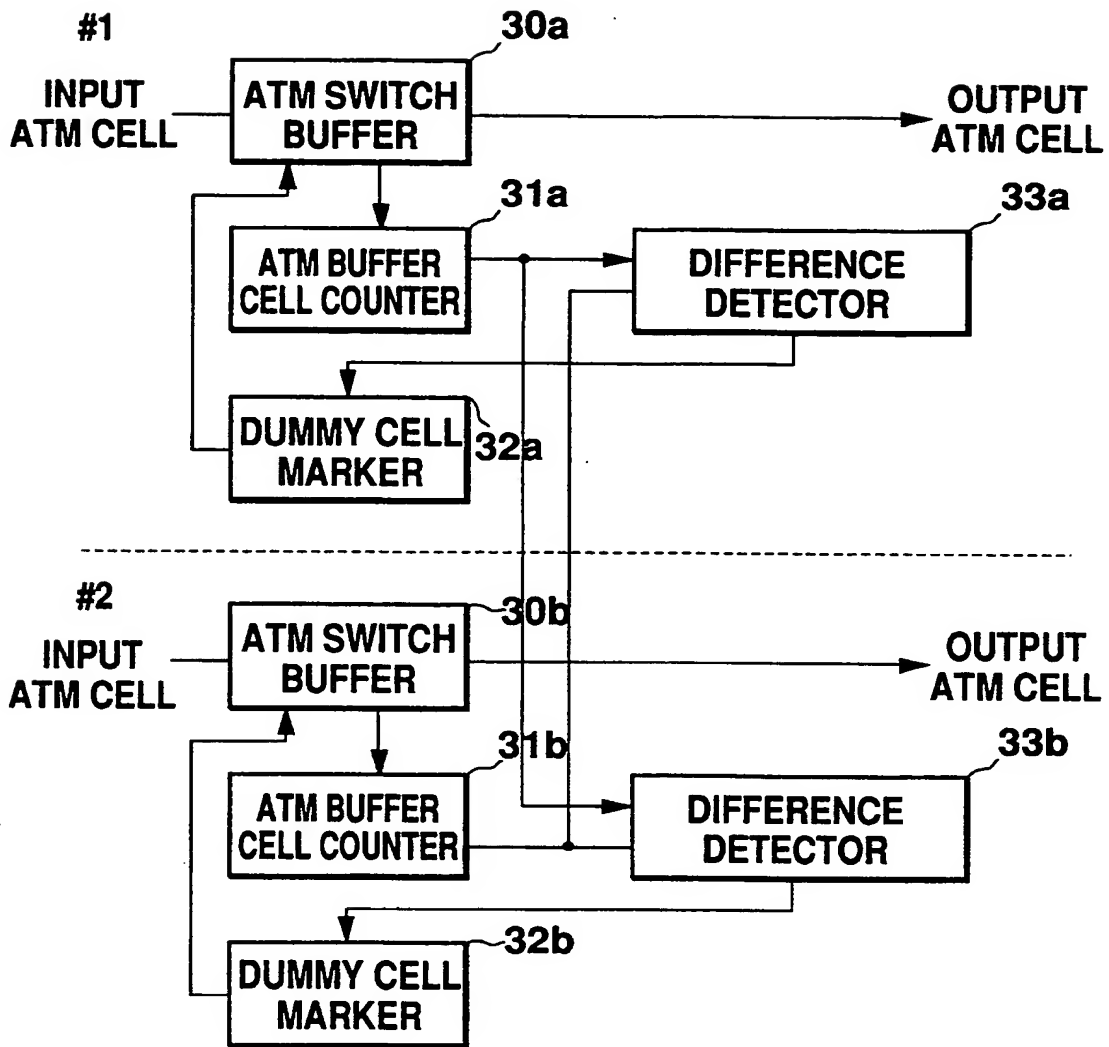 #1
30a
INPUT
ATM CELL
ATM SWITCH
BUFFER
OUTPUT
ATM CELL
31a
33a
ATM BUFFER
CELL COUNTER
DIFFERENCE
DETECTOR
DUMMY CELL
MARKER
32a
#2
30b
INPUT
ATM CELL
ATM SWITCH
BUFFER
OUTPUT
ATM CELL
31b
33b
ATM BUFFER
CELL COUNTER
DIFFERENCE
DETECTOR
32b
DUMMY CELL
MARKER